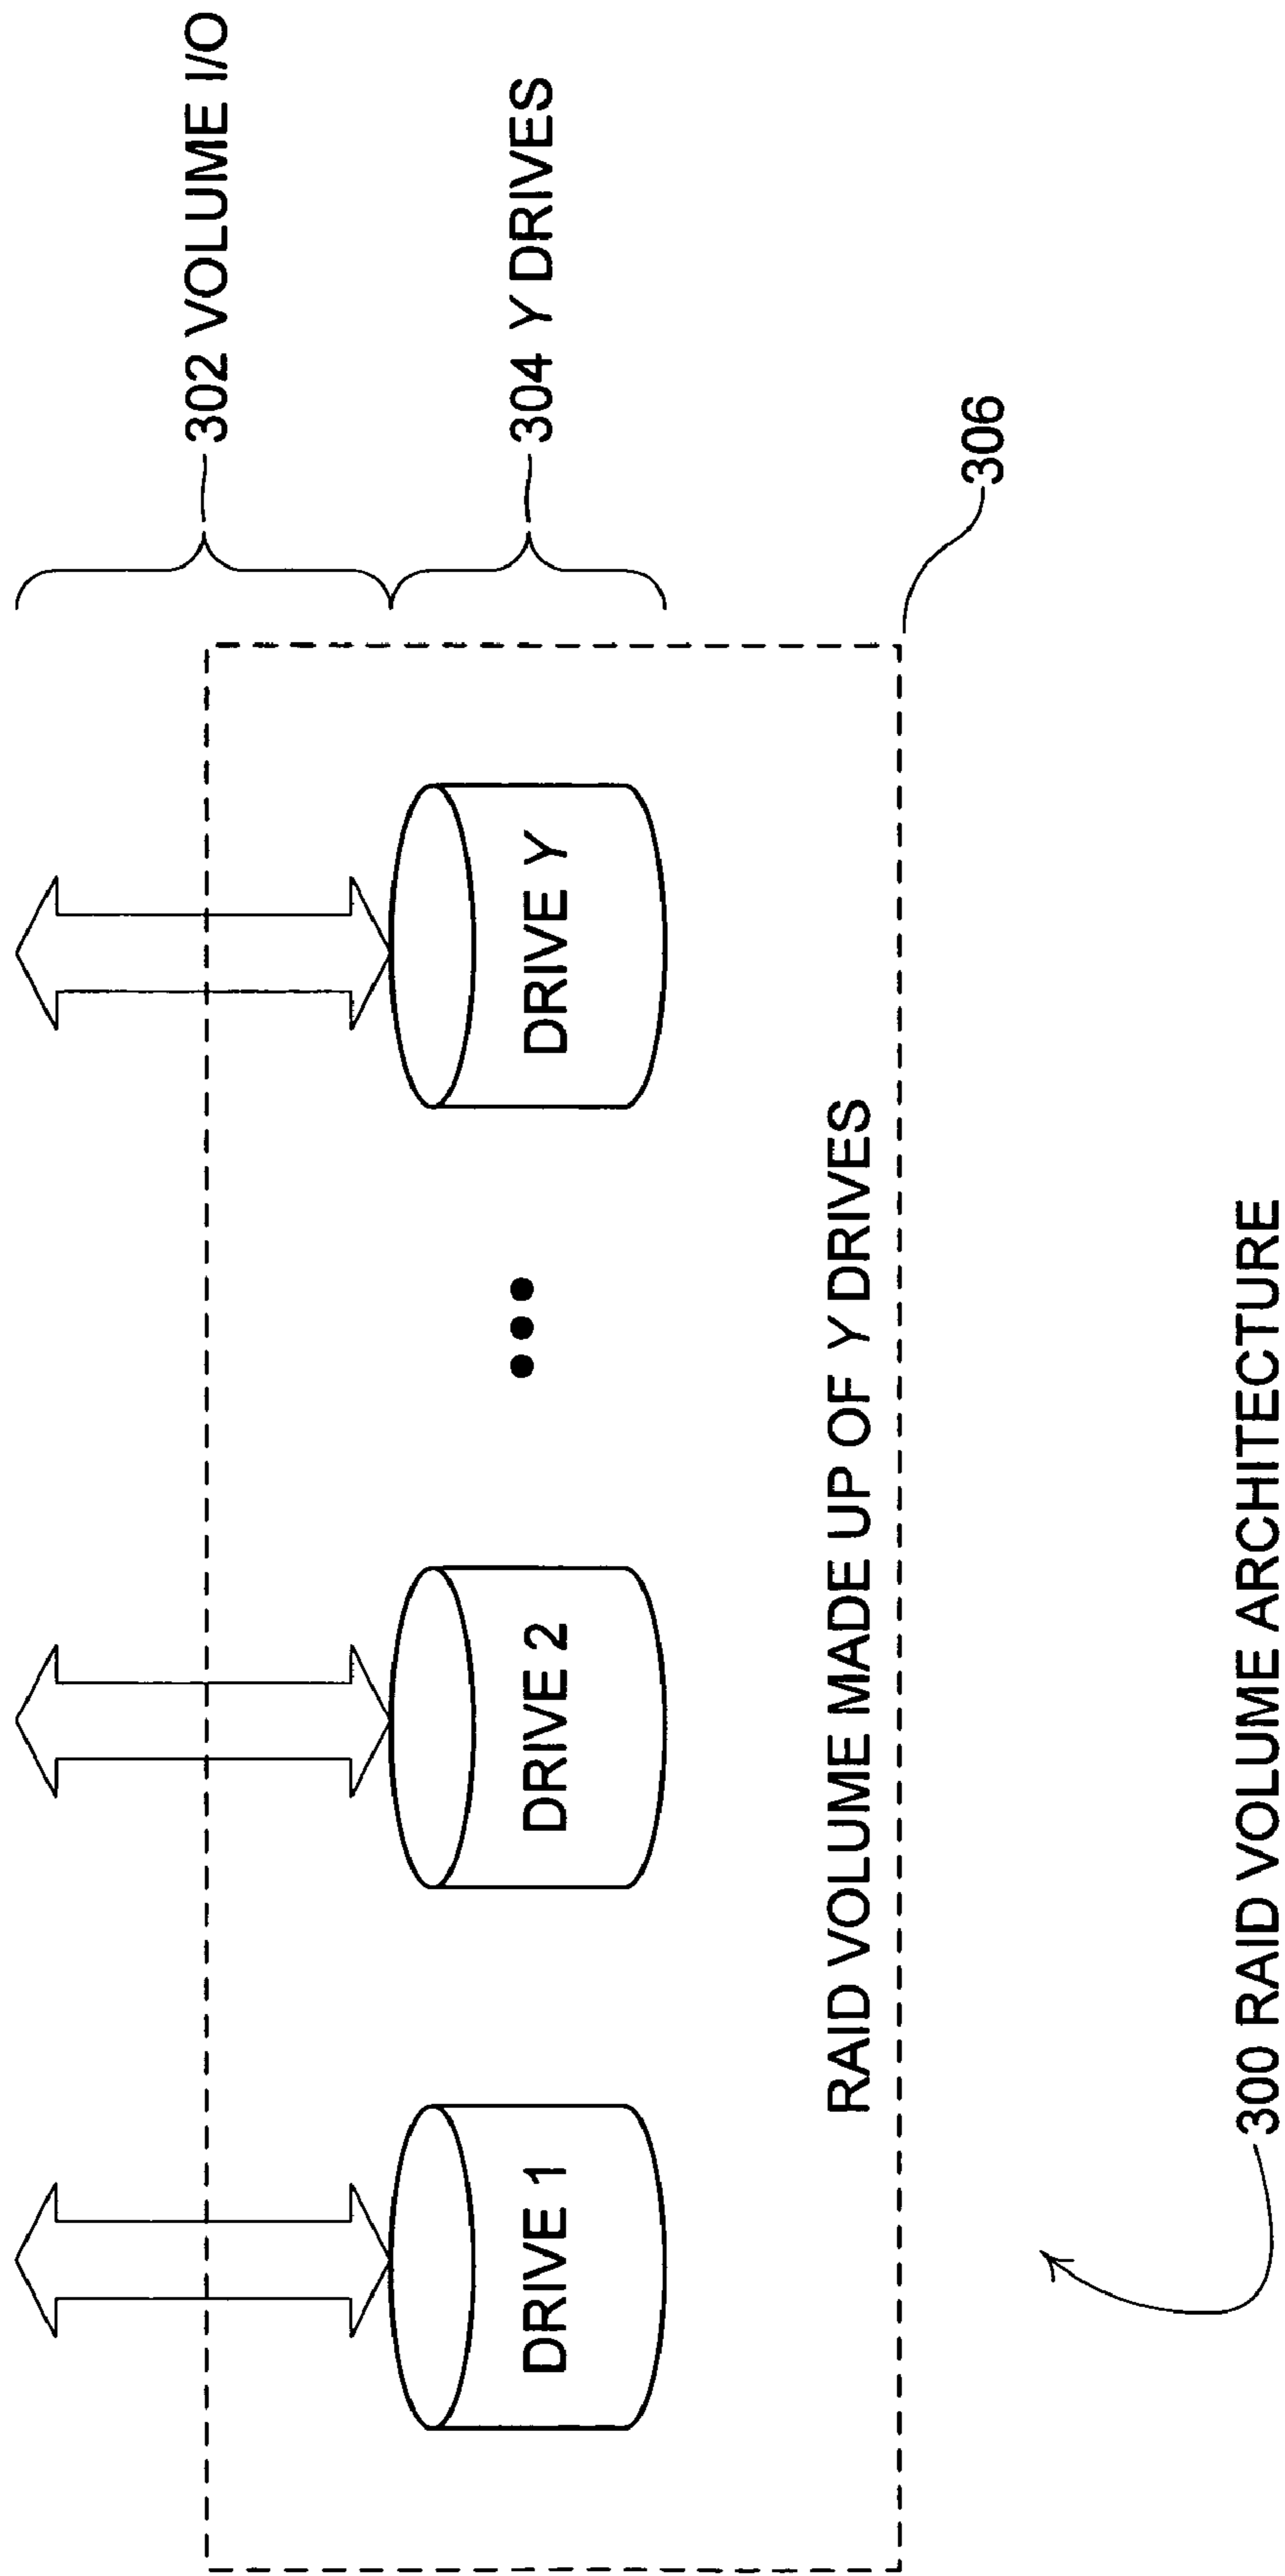 302 VOLUME I/O
304 Y DRIVES
DRIVE 1
DRIVE 2
DRIVE Y
RAID VOLUME MADE UP OF Y DRIVES
306
300 RAID VOLUME ARCHITECTURE